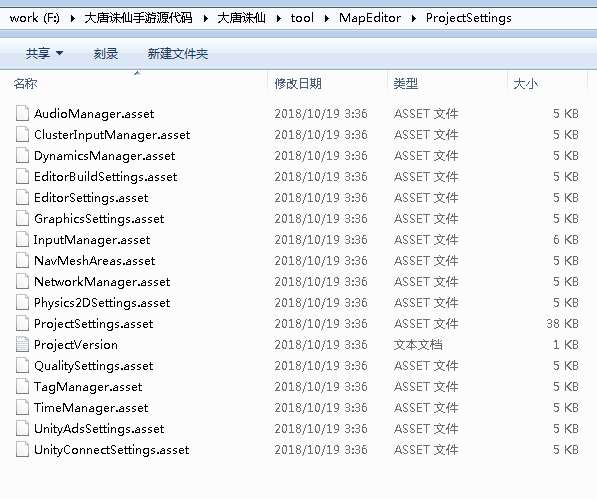 work (F:) ▸ 大唐诛仙手游源代码 ▸ 大唐诛仙 ▸ tool ▸ MapEditor ▸ ProjectSettings
共享 ▼ 刻录 新建文件夹
名称 修改日期 类型 大小
AudioManager.asset 2018/10/19 3:36 ASSET 文件 5 KB
ClusterInputManager.asset 2018/10/19 3:36 ASSET 文件 5 KB
DynamicsManager.asset 2018/10/19 3:36 ASSET 文件 5 KB
EditorBuildSettings.asset 2018/10/19 3:36 ASSET 文件 5 KB
EditorSettings.asset 2018/10/19 3:36 ASSET 文件 5 KB
GraphicsSettings.asset 2018/10/19 3:36 ASSET 文件 5 KB
InputManager.asset 2018/10/19 3:36 ASSET 文件 6 KB
NavMeshAreas.asset 2018/10/19 3:36 ASSET 文件 5 KB
NetworkManager.asset 2018/10/19 3:36 ASSET 文件 5 KB
Physics2DSettings.asset 2018/10/19 3:36 ASSET 文件 5 KB
ProjectSettings.asset 2018/10/19 3:36 ASSET 文件 38 KB
ProjectVersion 2018/10/19 3:36 文本文档 1 KB
QualitySettings.asset 2018/10/19 3:36 ASSET 文件 5 KB
TagManager.asset 2018/10/19 3:36 ASSET 文件 5 KB
TimeManager.asset 2018/10/19 3:36 ASSET 文件 5 KB
UnityAdsSettings.asset 2018/10/19 3:36 ASSET 文件 5 KB
UnityConnectSettings.asset 2018/10/19 3:36 ASSET 文件 5 KB